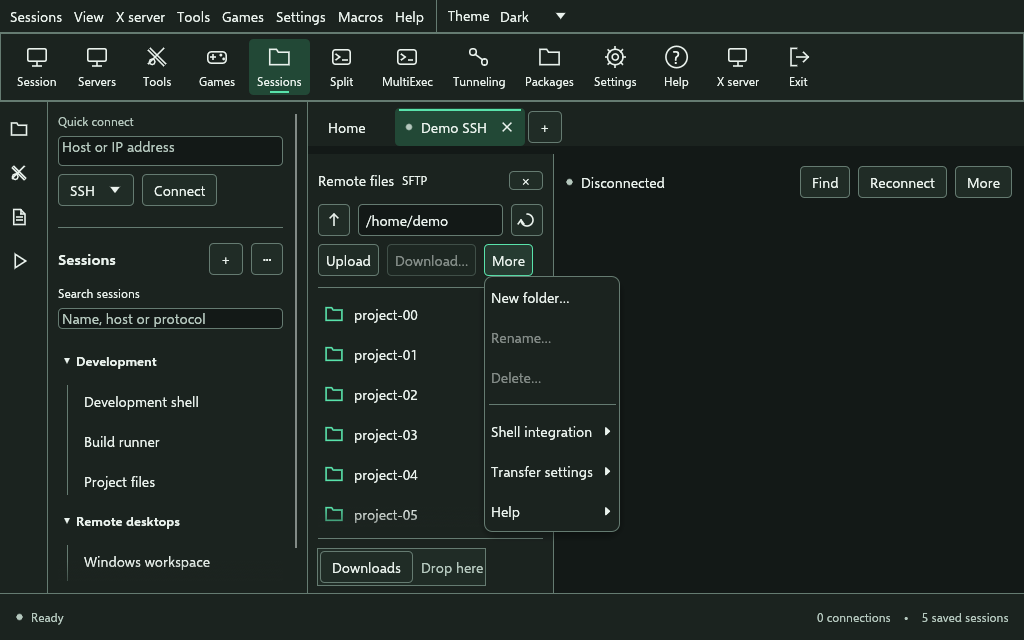 Sessions View X server Tools Games Settings Macros Help Theme Dark
Session Servers Tools Games Sessions Split MultiExec Tunneling Packages Settings Help X server Exit
Quick connect
Host or IP address
SSH Connect
Sessions + ...
Search sessions
Name, host or protocol
Development
Development shell
Build runner
Project files
Remote desktops
Windows workspace
Home Demo SSH × +
Remote files SFTP ×
/home/demo
Upload Download... More
project-00
project-01
project-02
project-03
project-04
project-05
Downloads Drop here
New folder...
Rename...
Delete...
Shell integration
Transfer settings
Help
Disconnected Find Reconnect More
Ready 0 connections • 5 saved sessions